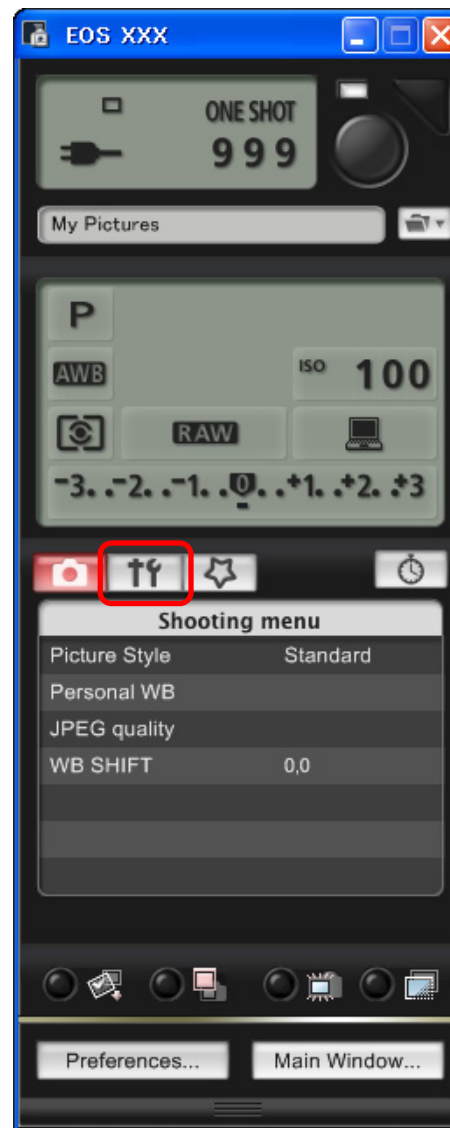 EOS XXX
ONE SHOT
999
My Pictures
P
AWB
ISO 100
RAW
-3. .-2. .-1. .0. .+1. .+2. .+3
Shooting menu
Picture Style Standard
Personal WB
JPEG quality
WB SHIFT 0,0
Preferences... Main Window...